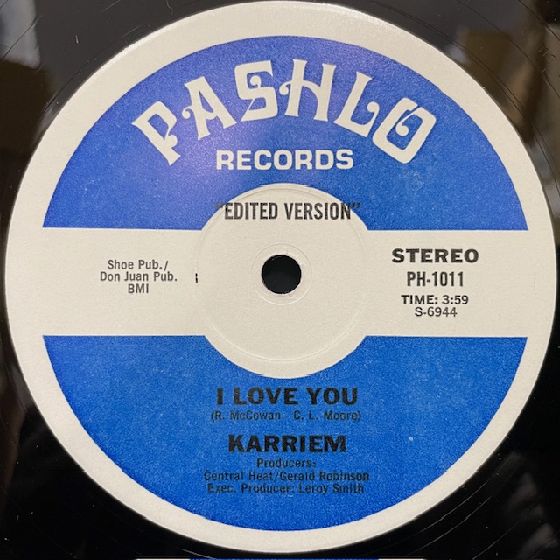 PASHLO
RECORDS
"EDITED VERSION"
Shoe Pub./
Don Juan Pub.
BMI
STEREO
PH-1011
TIME: 3:59
S-6944
I LOVE YOU
(R. McCowan - C. L. Moore)
KARRIEM
Producers:
Central Heat/Gerald Robinson
Exec. Producer: Leroy Smith